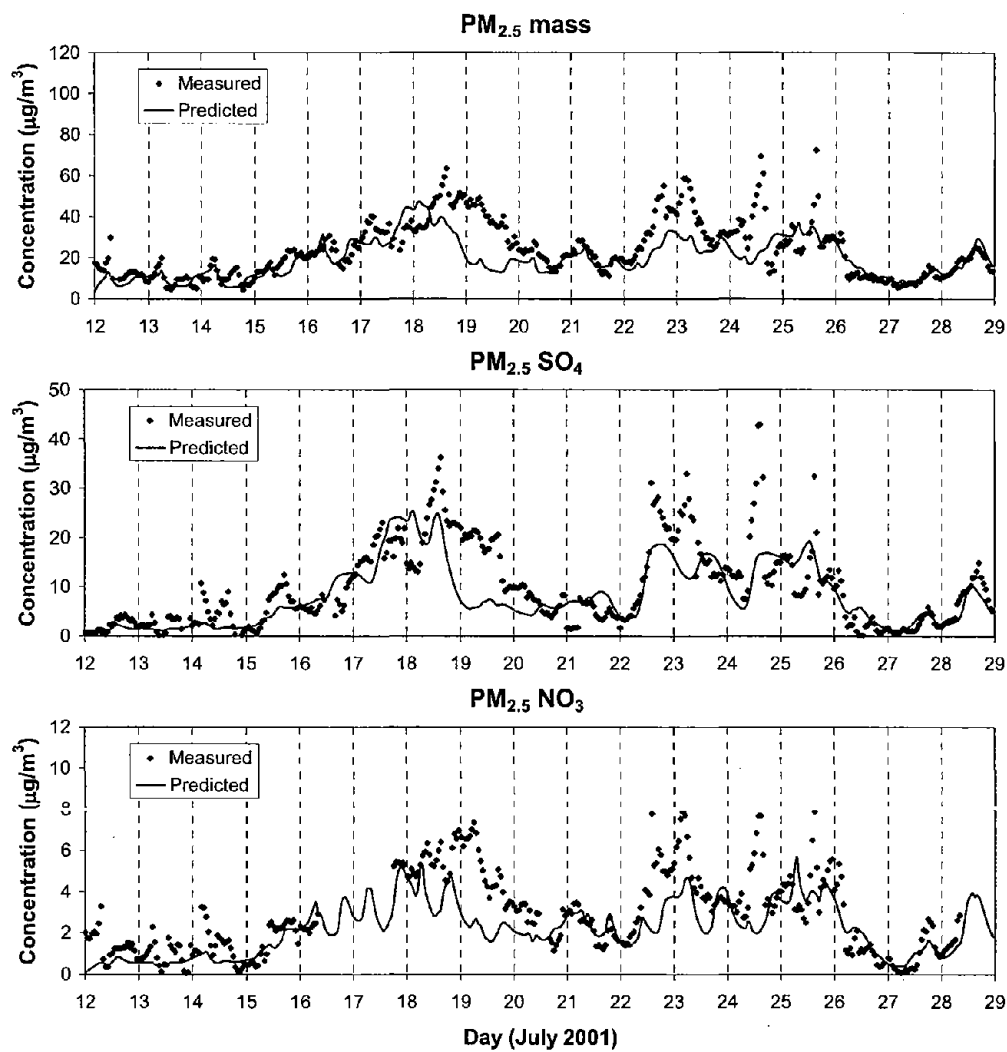 PM2.5 mass
Concentration (µg/m3)
120
100
80
60
40
20
0
Measured
Predicted
12 13 14 15 16 17 18 19 20 21 22 23 24 25 26 27 28 29
PM2.5 SO4
Concentration (µg/m3)
50
40
30
20
10
0
Measured
Predicted
12 13 14 15 16 17 18 19 20 21 22 23 24 25 26 27 28 29
PM2.5 NO3
Concentration (µg/m3)
12
10
8
6
4
2
0
Measured
Predicted
12 13 14 15 16 17 18 19 20 21 22 23 24 25 26 27 28 29
Day (July 2001)